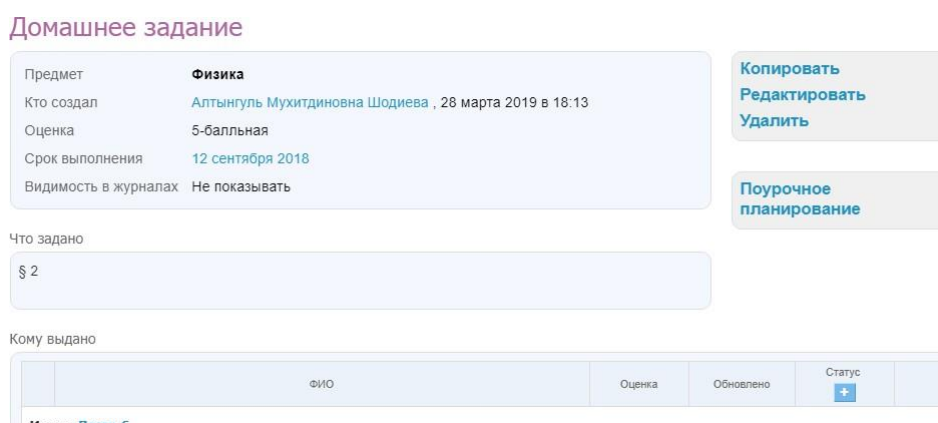 Домашнее задание
Предмет Физика
Кто создал Алтынгуль Мухитдиновна Шодиева , 28 марта 2019 в 18:13
Оценка 5-балльная
Срок выполнения 12 сентября 2018
Видимость в журналах Не показывать
Копировать
Редактировать
Удалить
Поурочное
планирование
Что задано
§ 2
Кому выдано
ФИО Оценка Обновлено Статус
+